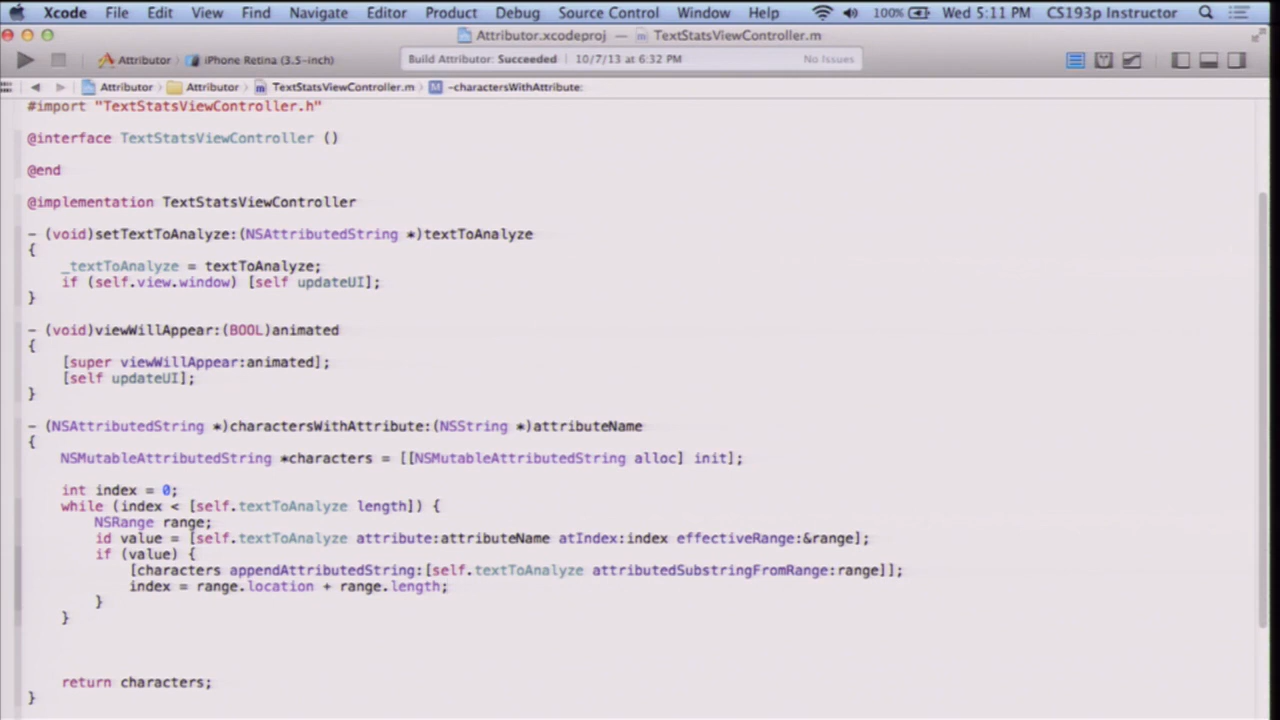 Xcode File Edit View Find Navigate Editor Product Debug Source Control Window Help 100% Wed 5:11 PM CS193p Instructor
Attributor.xcodeproj — TextStatsViewController.m
Attributor 〉 iPhone Retina (3.5-inch) Build Attributor: Succeeded | 10/7/13 at 6:32 PM No Issues
Attributor 〉 Attributor 〉 TextStatsViewController.m 〉 M -charactersWithAttribute:
#import "TextStatsViewController.h"
@interface TextStatsViewController ()
@end
@implementation TextStatsViewController
- (void)setTextToAnalyze:(NSAttributedString *)textToAnalyze
{
_textToAnalyze = textToAnalyze;
if (self.view.window) [self updateUI];
}
- (void)viewWillAppear:(BOOL)animated
{
[super viewWillAppear:animated];
[self updateUI];
}
- (NSAttributedString *)charactersWithAttribute:(NSString *)attributeName
{
NSMutableAttributedString *characters = [[NSMutableAttributedString alloc] init];
int index = 0;
while (index < [self.textToAnalyze length]) {
NSRange range;
id value = [self.textToAnalyze attribute:attributeName atIndex:index effectiveRange:&range];
if (value) {
[characters appendAttributedString:[self.textToAnalyze attributedSubstringFromRange:range]];
index = range.location + range.length;
}
}
return characters;
}